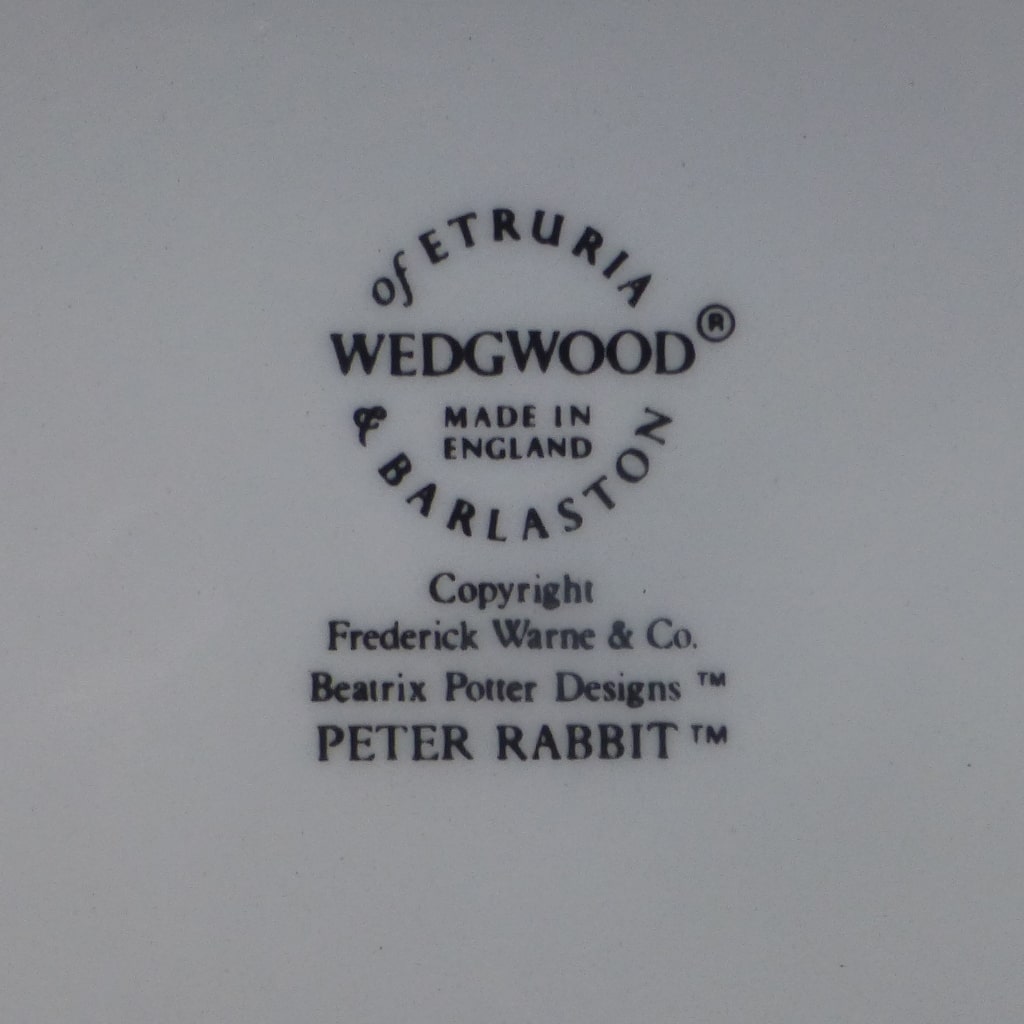 of ETRURIA
WEDGWOOD ®
MADE IN
ENGLAND
& BARLASTON
Copyright
Frederick Warne & Co.
Beatrix Potter Designs ™
PETER RABBIT ™